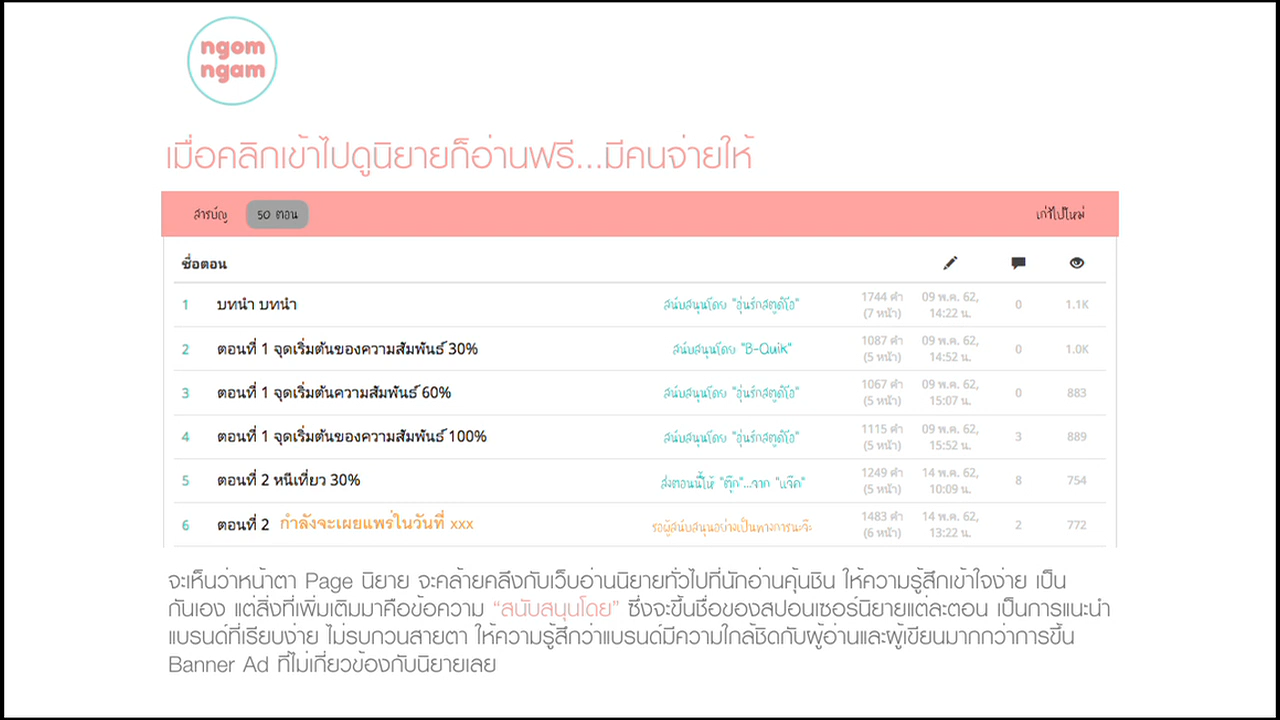 ngom
ngam
เมื่อคลิกเข้าไปดูนิยายก็อ่านฟรี...มีคนจ่ายให้
สารบัญ 50 ตอน เก่าไปใหม่
ชื่อตอน
1 บทนำ บทนำ สนับสนุนโดย "อุ่นรักสตูดิโอ" 1744 คำ (7 หน้า) 09 พ.ค. 62, 14:22 น. 0 1.1K
2 ตอนที่ 1 จุดเริ่มต้นของความสัมพันธ์ 30% สนับสนุนโดย "B-Quik" 1087 คำ (5 หน้า) 09 พ.ค. 62, 14:52 น. 0 1.0K
3 ตอนที่ 1 จุดเริ่มต้นความสัมพันธ์ 60% สนับสนุนโดย "อุ่นรักสตูดิโอ" 1067 คำ (5 หน้า) 09 พ.ค. 62, 15:07 น. 0 883
4 ตอนที่ 1 จุดเริ่มต้นของความสัมพันธ์ 100% สนับสนุนโดย "อุ่นรักสตูดิโอ" 1115 คำ (5 หน้า) 09 พ.ค. 62, 15:52 น. 3 889
5 ตอนที่ 2 หนีเที่ยว 30% ส่งตอนนี้ให้ "ตุ๊ก"...จาก "แจ๊ค" 1249 คำ (5 หน้า) 14 พ.ค. 62, 10:09 น. 8 754
6 ตอนที่ 2 กำลังจะเผยแพร่ในวันที่ xxx รอผู้สนับสนุนอย่างเป็นทางการนะจ๊ะ 1483 คำ (6 หน้า) 14 พ.ค. 62, 13:22 น. 2 772
จะเห็นว่าหน้าตา Page นิยาย จะคล้ายคลึงกับเว็บอ่านนิยายทั่วไปที่นักอ่านคุ้นชิน ให้ความรู้สึกเข้าใจง่าย เป็น
กันเอง แต่สิ่งที่เพิ่มเติมมาคือข้อความ “สนับสนุนโดย” ซึ่งจะขึ้นชื่อของสปอนเซอร์นิยายแต่ละตอน เป็นการแนะนำ
แบรนด์ที่เรียบง่าย ไม่รบกวนสายตา ให้ความรู้สึกว่าแบรนด์มีความใกล้ชิดกับผู้อ่านและผู้เขียนมากกว่าการขึ้น
Banner Ad ที่ไม่เกี่ยวข้องกับนิยายเลย